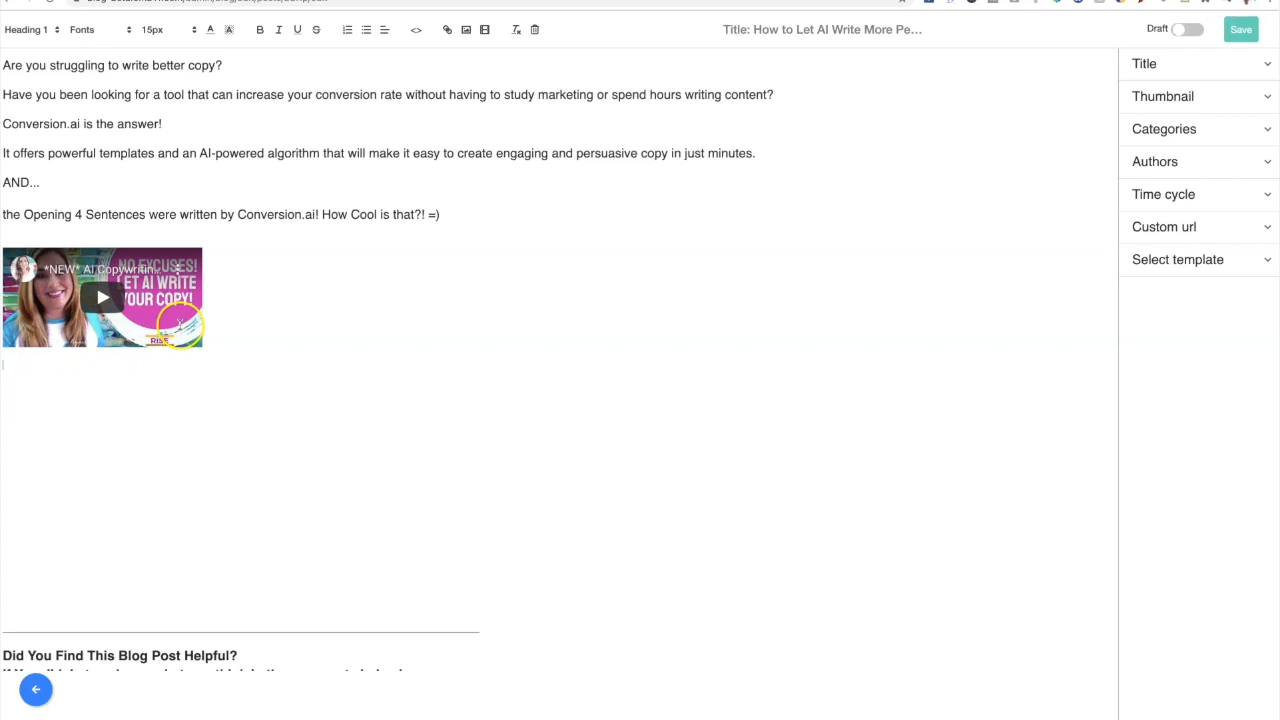 Heading 1
Fonts
15px
Title: How to Let AI Write More Pe...
Draft
Save
Are you struggling to write better copy?
Have you been looking for a tool that can increase your conversion rate without having to study marketing or spend hours writing content?
Conversion.ai is the answer!
It offers powerful templates and an AI-powered algorithm that will make it easy to create engaging and persuasive copy in just minutes.
AND...
the Opening 4 Sentences were written by Conversion.ai! How Cool is that?! =)
*NEW* AI Copywritin...
NO EXCUSES!
LET AI WRITE
YOUR COPY!
RISE
Did You Find This Blog Post Helpful?
Title
Thumbnail
Categories
Authors
Time cycle
Custom url
Select template